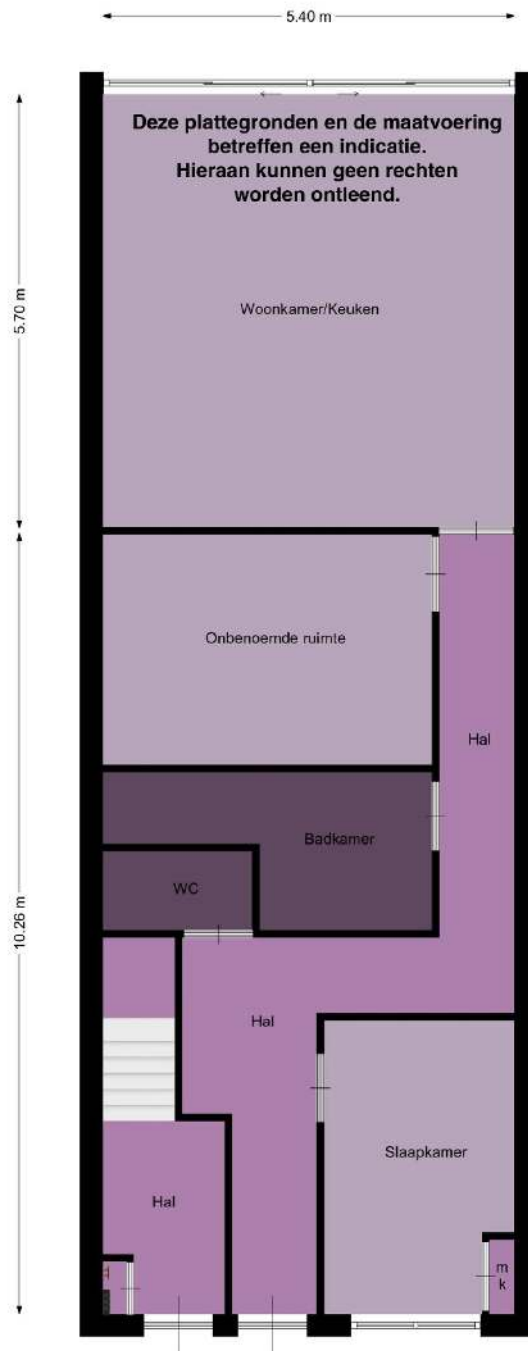 5.40 m
Deze plattegronden en de maatvoering
betreffen een indicatie.
Hieraan kunnen geen rechten
worden ontleend.
5.70 m
Woonkamer/Keuken
Onbenoemde ruimte
Hal
Badkamer
WC
10.26 m
Hal
Slaapkamer
Hal
m
k